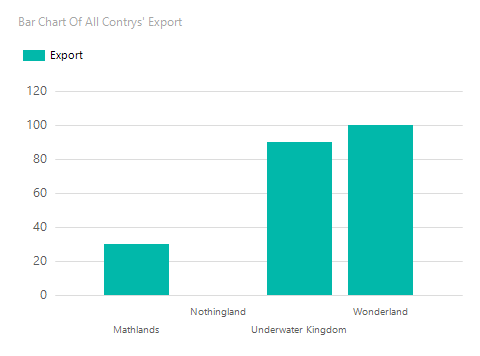 Bar Chart Of All Contrys' Export
Export
120
100
80
60
40
20
0
Nothingland
Wonderland
Mathlands
Underwater Kingdom